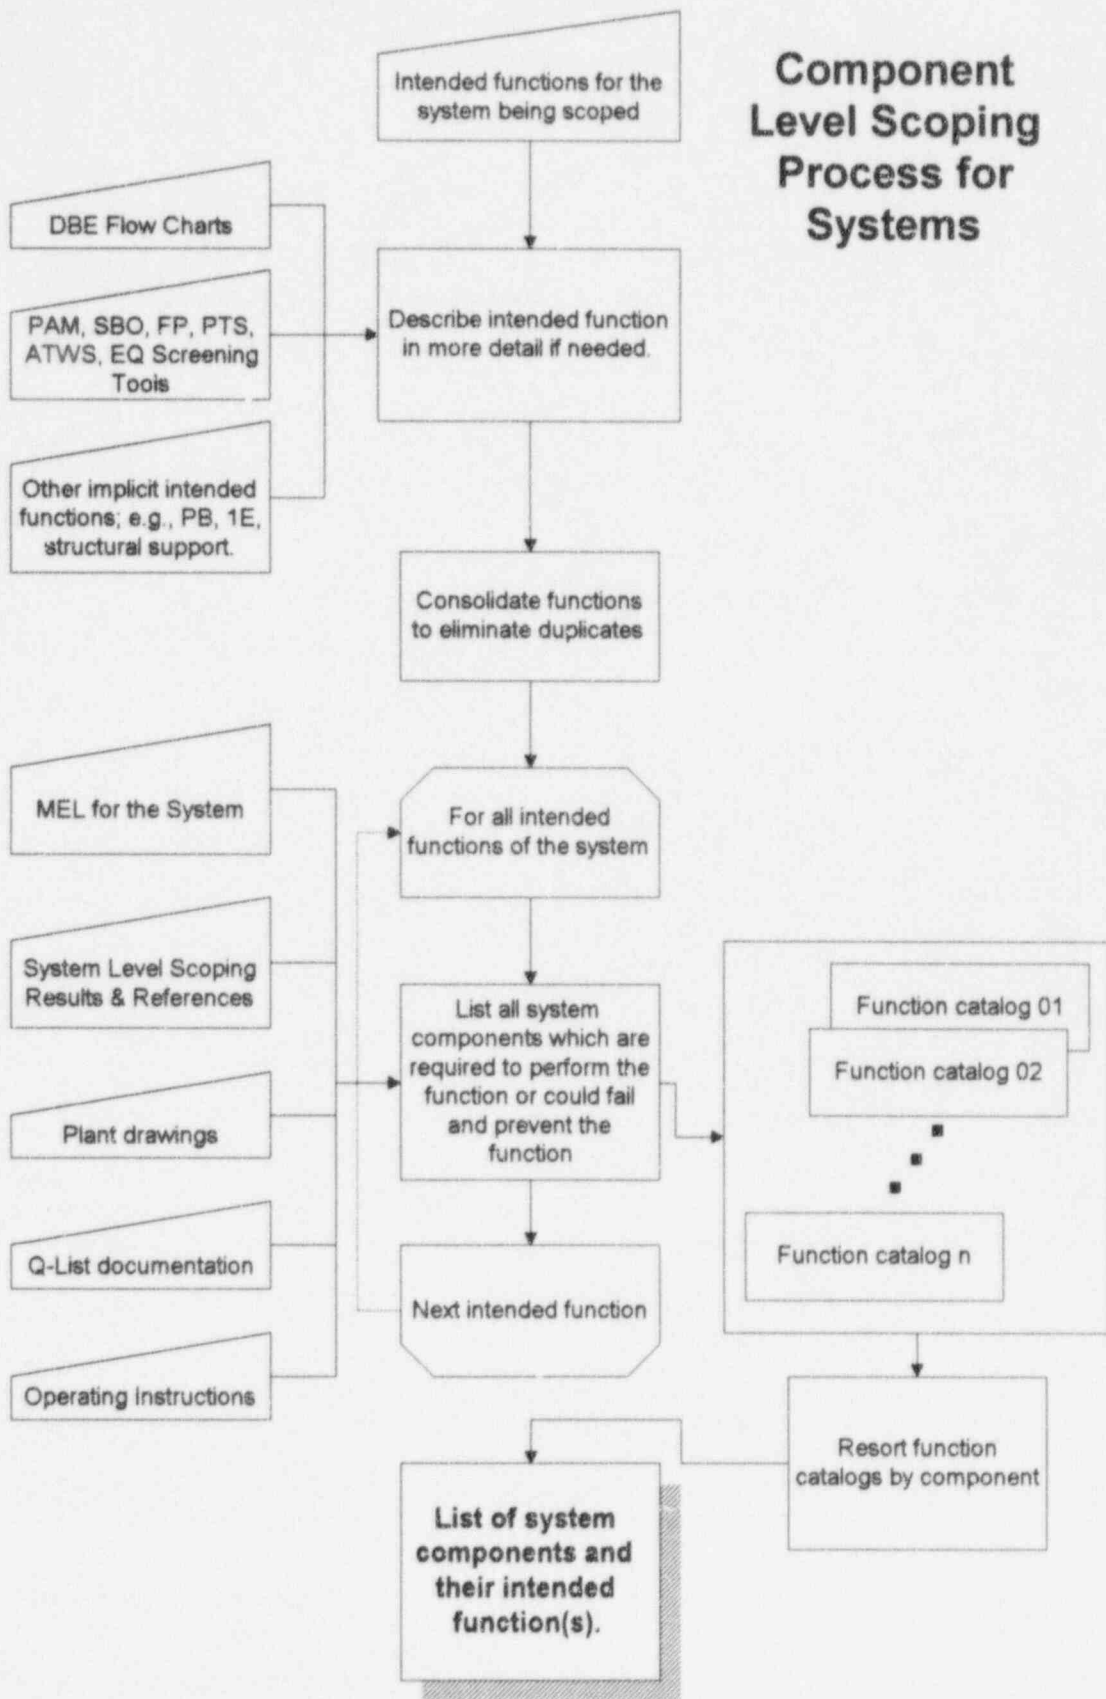 Component
Level Scoping
Process for
Systems
Intended functions for the
system being scoped
DBE Flow Charts
PAM, SBO, FP, PTS,
ATWS, EQ Screening
Tools
Other implicit intended
functions; e.g., PB, 1E,
structural support.
Describe intended function
in more detail if needed.
Consolidate functions
to eliminate duplicates
MEL for the System
System Level Scoping
Results & References
Plant drawings
Q-List documentation
Operating Instructions
For all intended
functions of the system
List all system
components which are
required to perform the
function or could fail
and prevent the
function
Next intended function
Function catalog 01
Function catalog 02
Function catalog n
Resort function
catalogs by component
List of system
components and
their intended
function(s).